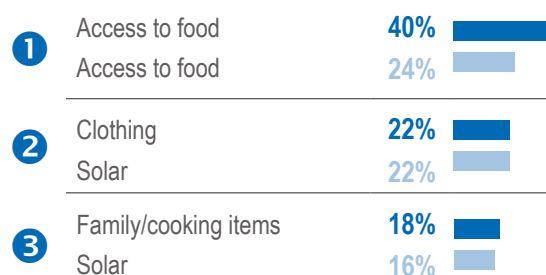 1
Access to food 40%
Access to food 24%
2
Clothing 22%
Solar 22%
3
Family/cooking items 18%
Solar 16%